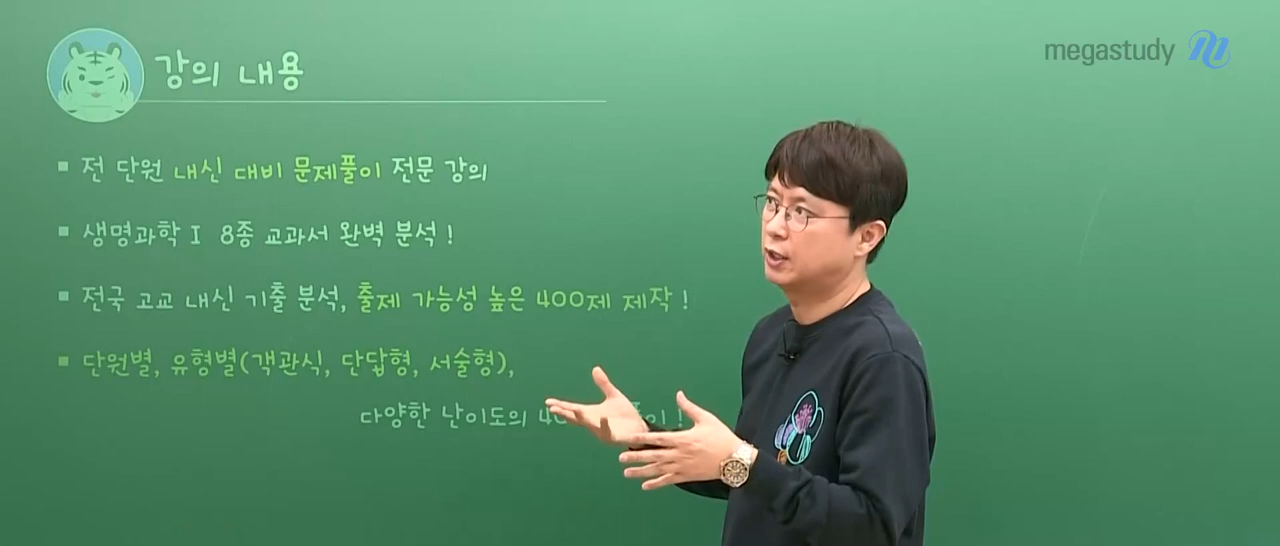 강의 내용
megastudy
▪ 전 단원 내신 대비 문제풀이 전문 강의
▪ 생명과학 I 8종 교과서 완벽 분석 !
▪ 전국 고교 내신 기출 분석, 출제 가능성 높은 400제 제작 !
▪ 단원별, 유형별(객관식, 단답형, 서술형),
다양한 난이도의